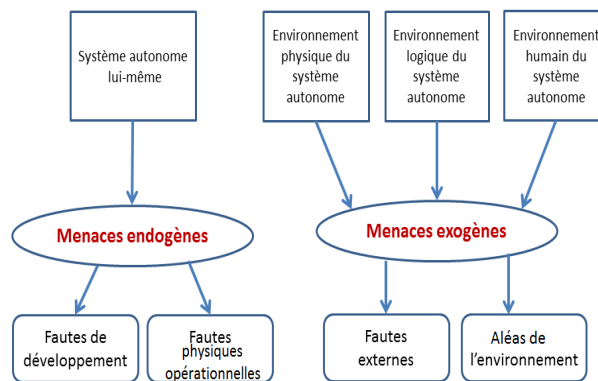 Système autonome
lui-même
Environnement
physique du
système
autonome
Environnement
logique du
système
autonome
Environnement
humain du
système
autonome
Menaces endogènes
Menaces exogènes
Fautes de
développement
Fautes
physiques
opérationnelles
Fautes
externes
Aléas de
l'environnement